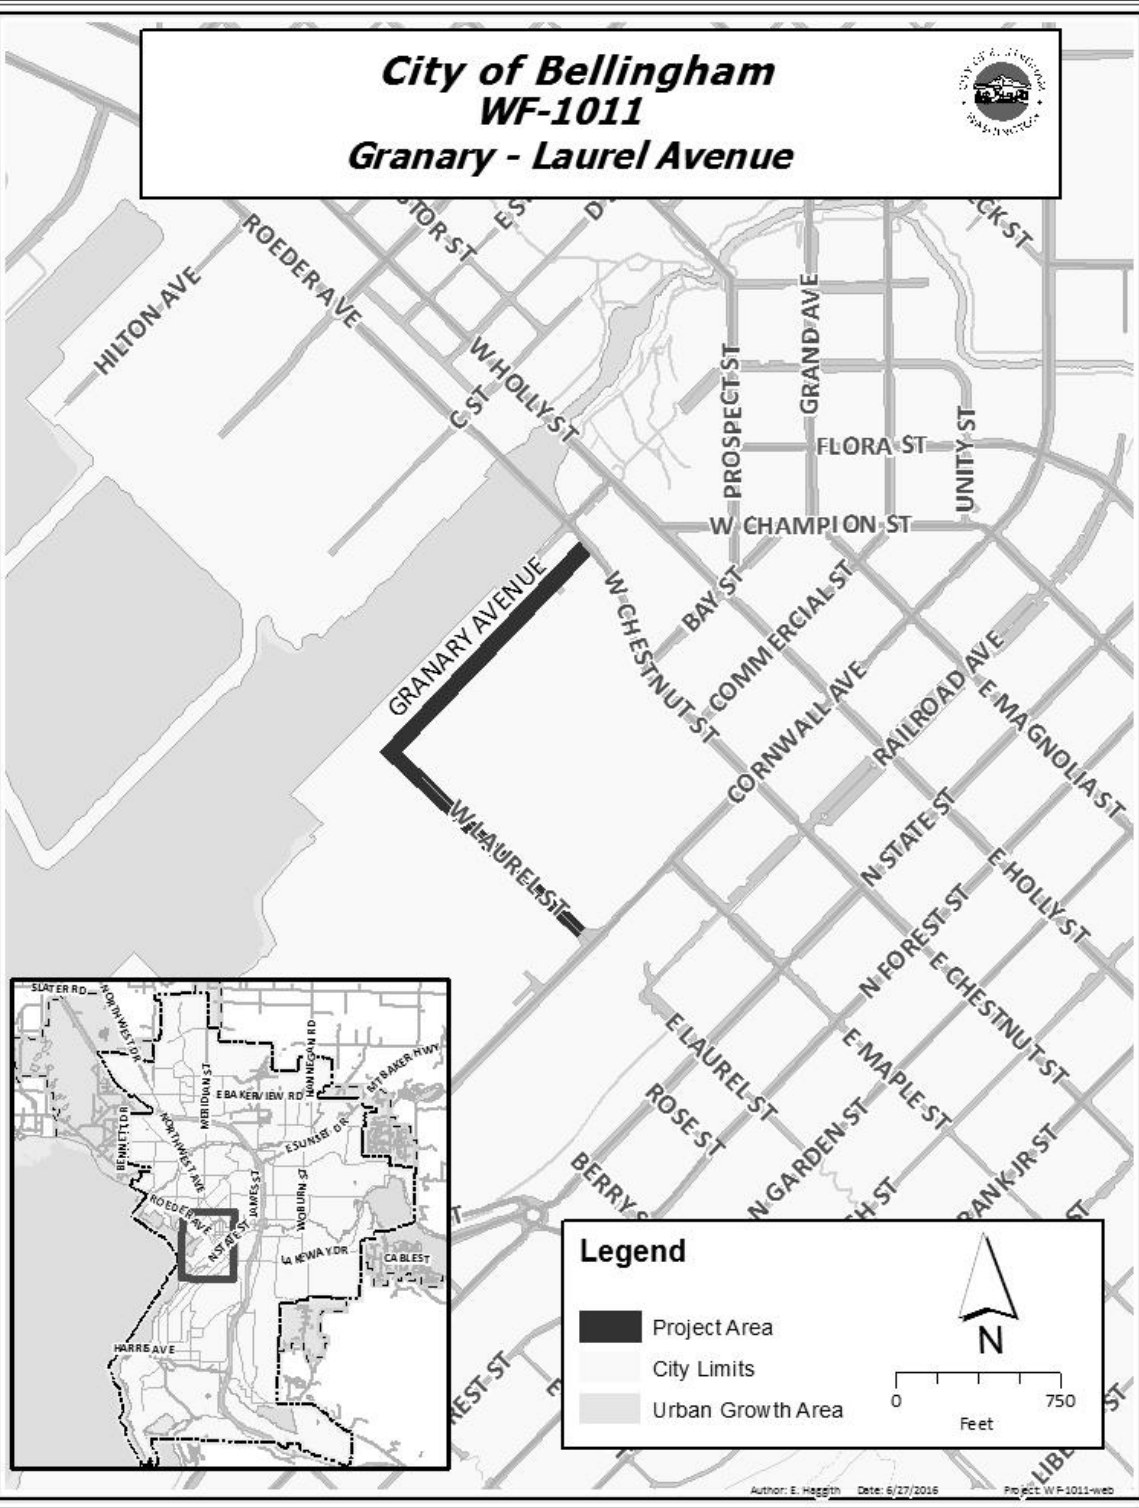 City of Bellingham
WF-1011
Granary - Laurel Avenue
WASHINGTON
ROEDER AVE
HILTON AVE
W HOLLY ST
C ST
PROSPECT ST
GRAND AVE
FLORA ST
UNITY ST
W CHAMPION ST
GRANARY AVENUE
W CHESTNUT ST
BAY ST
COMMERCIAL ST
CORNWALL AVE
RAILROAD AVE
E MAGNOLIA ST
W LAUREL ST
N STATE ST
E HOLLY ST
N FOREST ST
E CHESTNUT ST
E LAUREL ST
E MAPLE ST
ROSE ST
N GARDEN ST
BERRY S
SLATER RD
NORTHWEST DR
HANNEGAN RD
MT BAKER HWY
MERIDIAN ST
E BAKERVIEW RD
BENNETT DR
NORTHWEST AVE
E SUNSET DR
JAMES ST
WOBURN ST
ROEDER AVE
N STATE ST
LAKEWAY DR
CABLE ST
HARRIS AVE
Legend
Project Area
City Limits
Urban Growth Area
N
0 750
Feet
Author: E. Haggith Date: 6/27/2016 Project: WF-1011-web